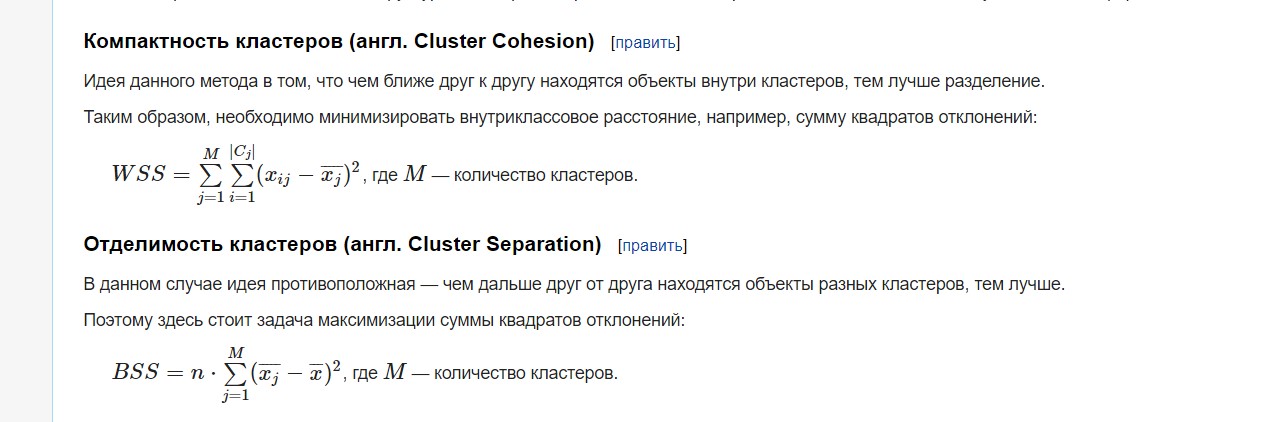 Компактность кластеров (англ. Cluster Cohesion) [править]
Идея данного метода в том, что чем ближе друг к другу находятся объекты внутри кластеров, тем лучше разделение.
Таким образом, необходимо минимизировать внутриклассовое расстояние, например, сумму квадратов отклонений:
$WSS = \sum_{j=1}^{M} \sum_{i=1}^{|C_j|} (x_{ij} - \overline{x_j})^2$, где $M$ — количество кластеров.
Отделимость кластеров (англ. Cluster Separation) [править]
В данном случае идея противоположная — чем дальше друг от друга находятся объекты разных кластеров, тем лучше.
Поэтому здесь стоит задача максимизации суммы квадратов отклонений:
$BSS = n \cdot \sum_{j=1}^{M} (\overline{x_j} - \overline{x})^2$, где $M$ — количество кластеров.